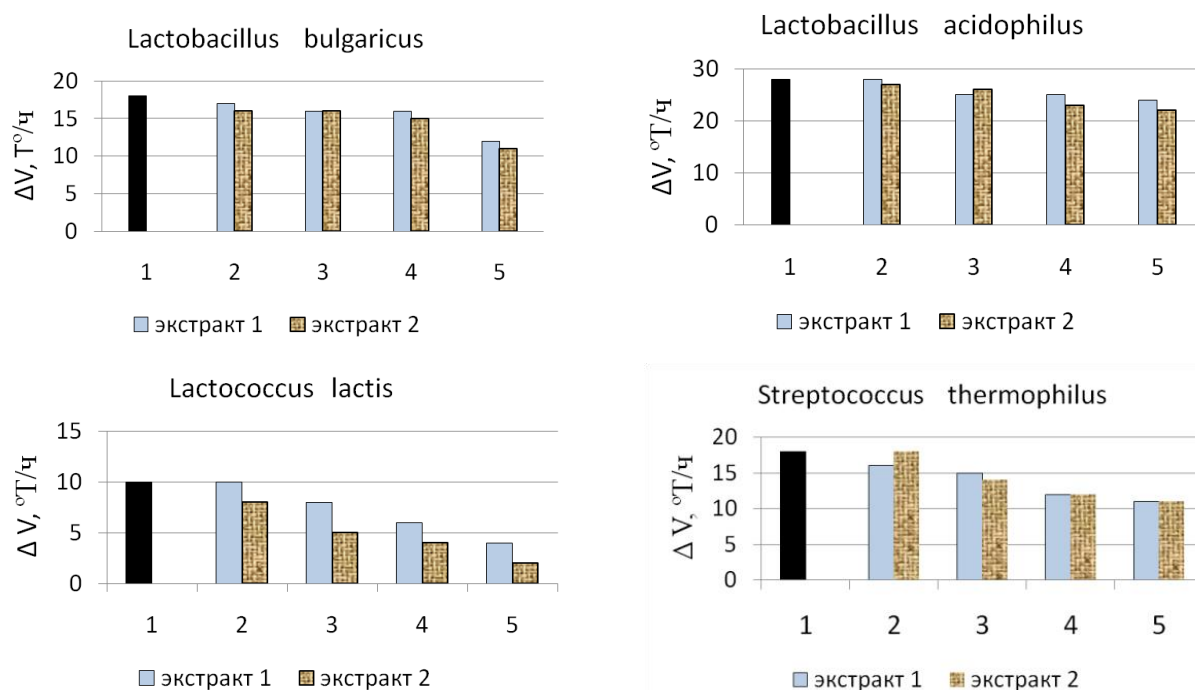 Lactobacillus bulgaricus
ΔV, T°/ч
20
15
10
5
0
1 2 3 4 5
экстракт 1 экстракт 2
Lactobacillus acidophilus
ΔV, °T/ч
30
20
10
0
1 2 3 4 5
экстракт 1 экстракт 2
Lactococcus lactis
Δ V, °T/ч
15
10
5
0
1 2 3 4 5
экстракт 1 экстракт 2
Streptococcus thermophilus
Δ V, °T/ч
20
15
10
5
0
1 2 3 4 5
экстракт 1 экстракт 2